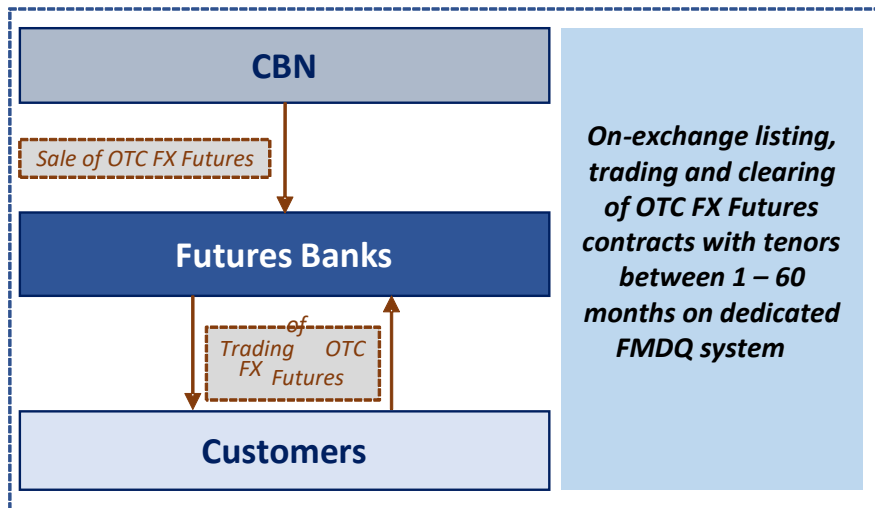 CBN
Sale of OTC FX Futures
Futures Banks
of
Trading OTC
FX Futures
Customers
On-exchange listing,
trading and clearing
of OTC FX Futures
contracts with tenors
between 1 – 60
months on dedicated
FMDQ system